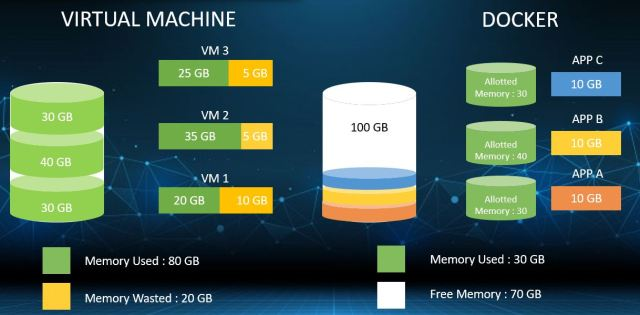 VIRTUAL MACHINE
30 GB
40 GB
30 GB
VM 3
25 GB 5 GB
VM 2
35 GB 5 GB
VM 1
20 GB 10 GB
Memory Used : 80 GB
Memory Wasted : 20 GB
DOCKER
100 GB
APP C
Allotted
Memory : 30
10 GB
APP B
Allotted
Memory : 40
10 GB
APP A
Allotted
Memory : 30
10 GB
Memory Used : 30 GB
Free Memory : 70 GB